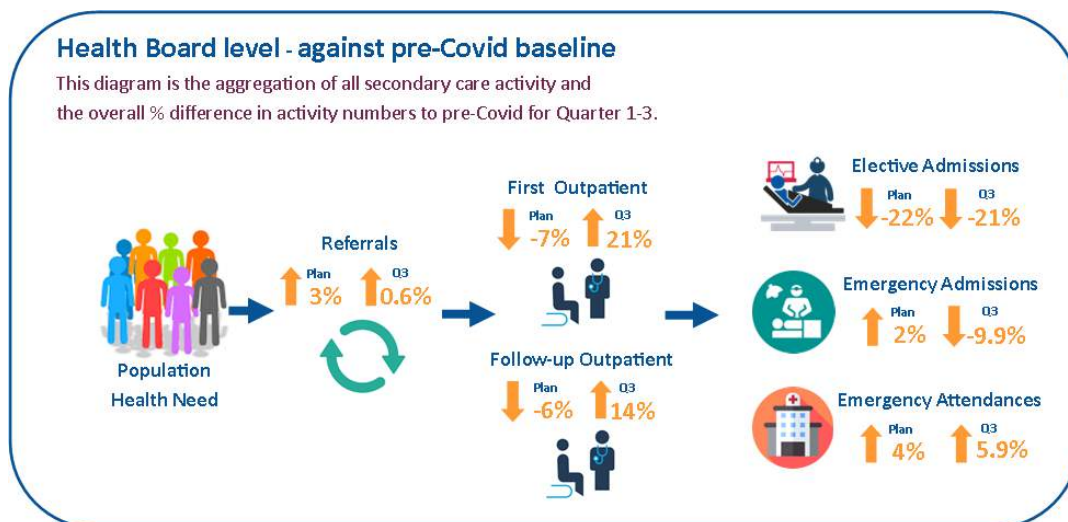 Health Board level - against pre-Covid baseline
This diagram is the aggregation of all secondary care activity and
the overall % difference in activity numbers to pre-Covid for Quarter 1-3.
Population
Health Need
Referrals
Plan Q3
3% 0.6%
First Outpatient
Plan Q3
-7% 21%
Follow-up Outpatient
Plan Q3
-6% 14%
Elective Admissions
Plan Q3
-22% -21%
Emergency Admissions
Plan Q3
2% -9.9%
Emergency Attendances
Plan Q3
4% 5.9%